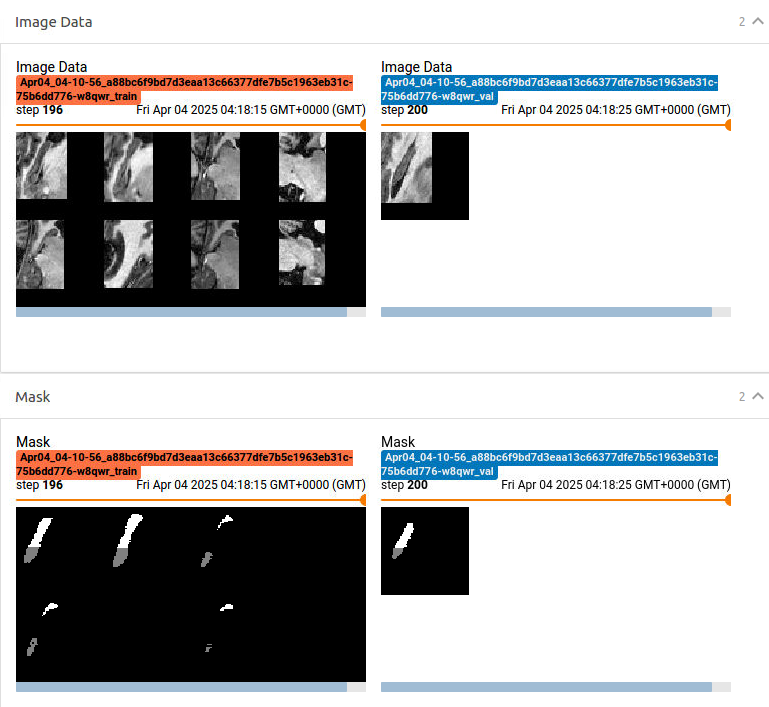 Image Data
2
Image Data
Apr04_04-10-56_a88bc6f9bd7d3eaa13c66377dfe7b5c1963eb31c-
75b6dd776-w8qwr_train
step 196 Fri Apr 04 2025 04:18:15 GMT+0000 (GMT)
Image Data
Apr04_04-10-56_a88bc6f9bd7d3eaa13c66377dfe7b5c1963eb31c-
75b6dd776-w8qwr_val
step 200 Fri Apr 04 2025 04:18:25 GMT+0000 (GMT)
Mask
2
Mask
Apr04_04-10-56_a88bc6f9bd7d3eaa13c66377dfe7b5c1963eb31c-
75b6dd776-w8qwr_train
step 196 Fri Apr 04 2025 04:18:15 GMT+0000 (GMT)
Mask
Apr04_04-10-56_a88bc6f9bd7d3eaa13c66377dfe7b5c1963eb31c-
75b6dd776-w8qwr_val
step 200 Fri Apr 04 2025 04:18:25 GMT+0000 (GMT)